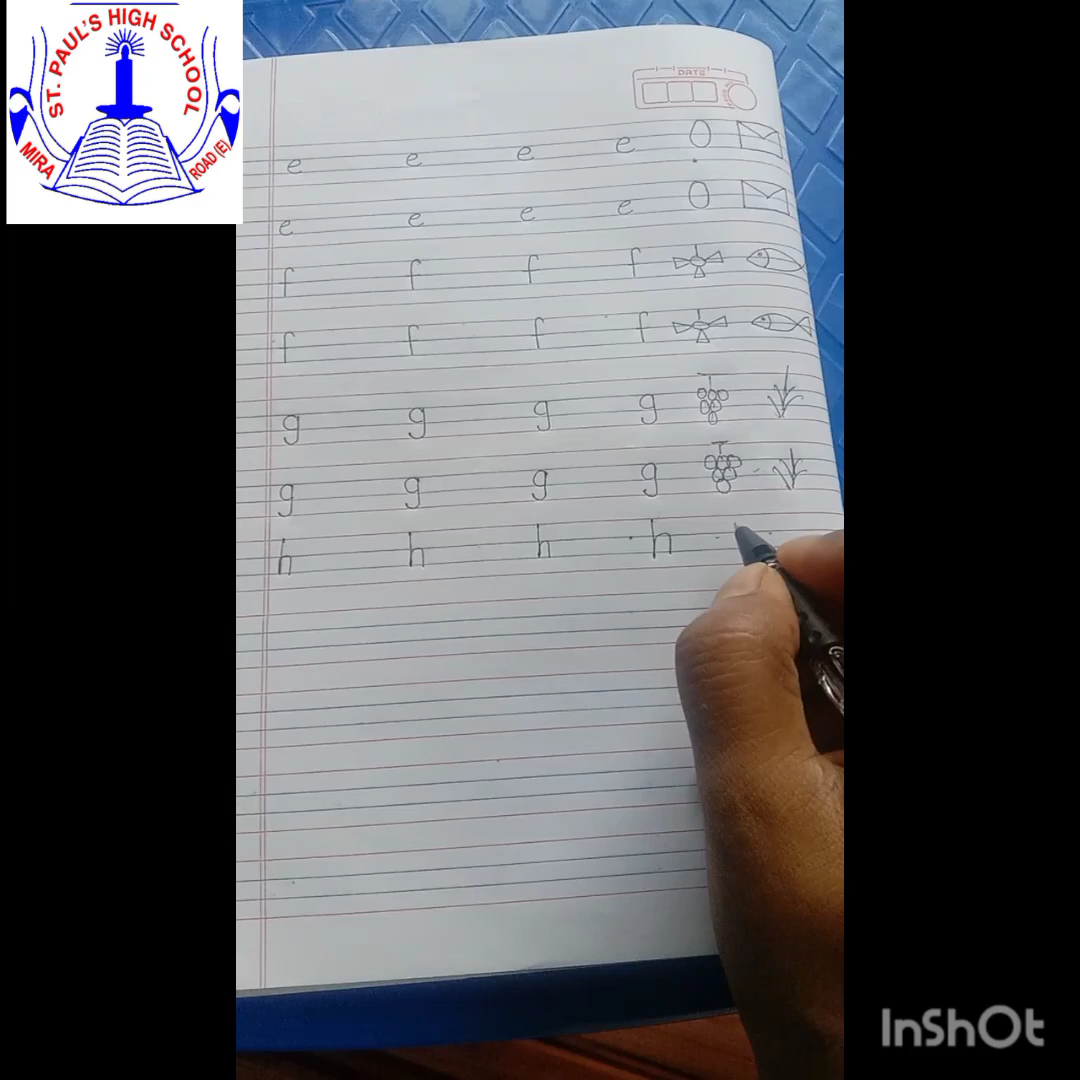 ST. PAUL'S HIGH SCHOOL
MIRA ROAD (E)
DATE
e e e e
e e e e
f f f f
f f f f
g g g g
g g g g
h h h h
InShOt